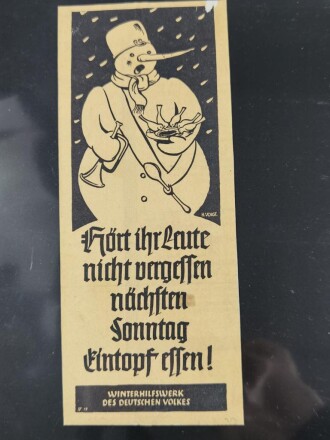 Hört ihr Leute
nicht vergessen
nächsten
Sonntag
Eintopf essen!
WINTERHILFSWERK
DES DEUTSCHEN VOLKES